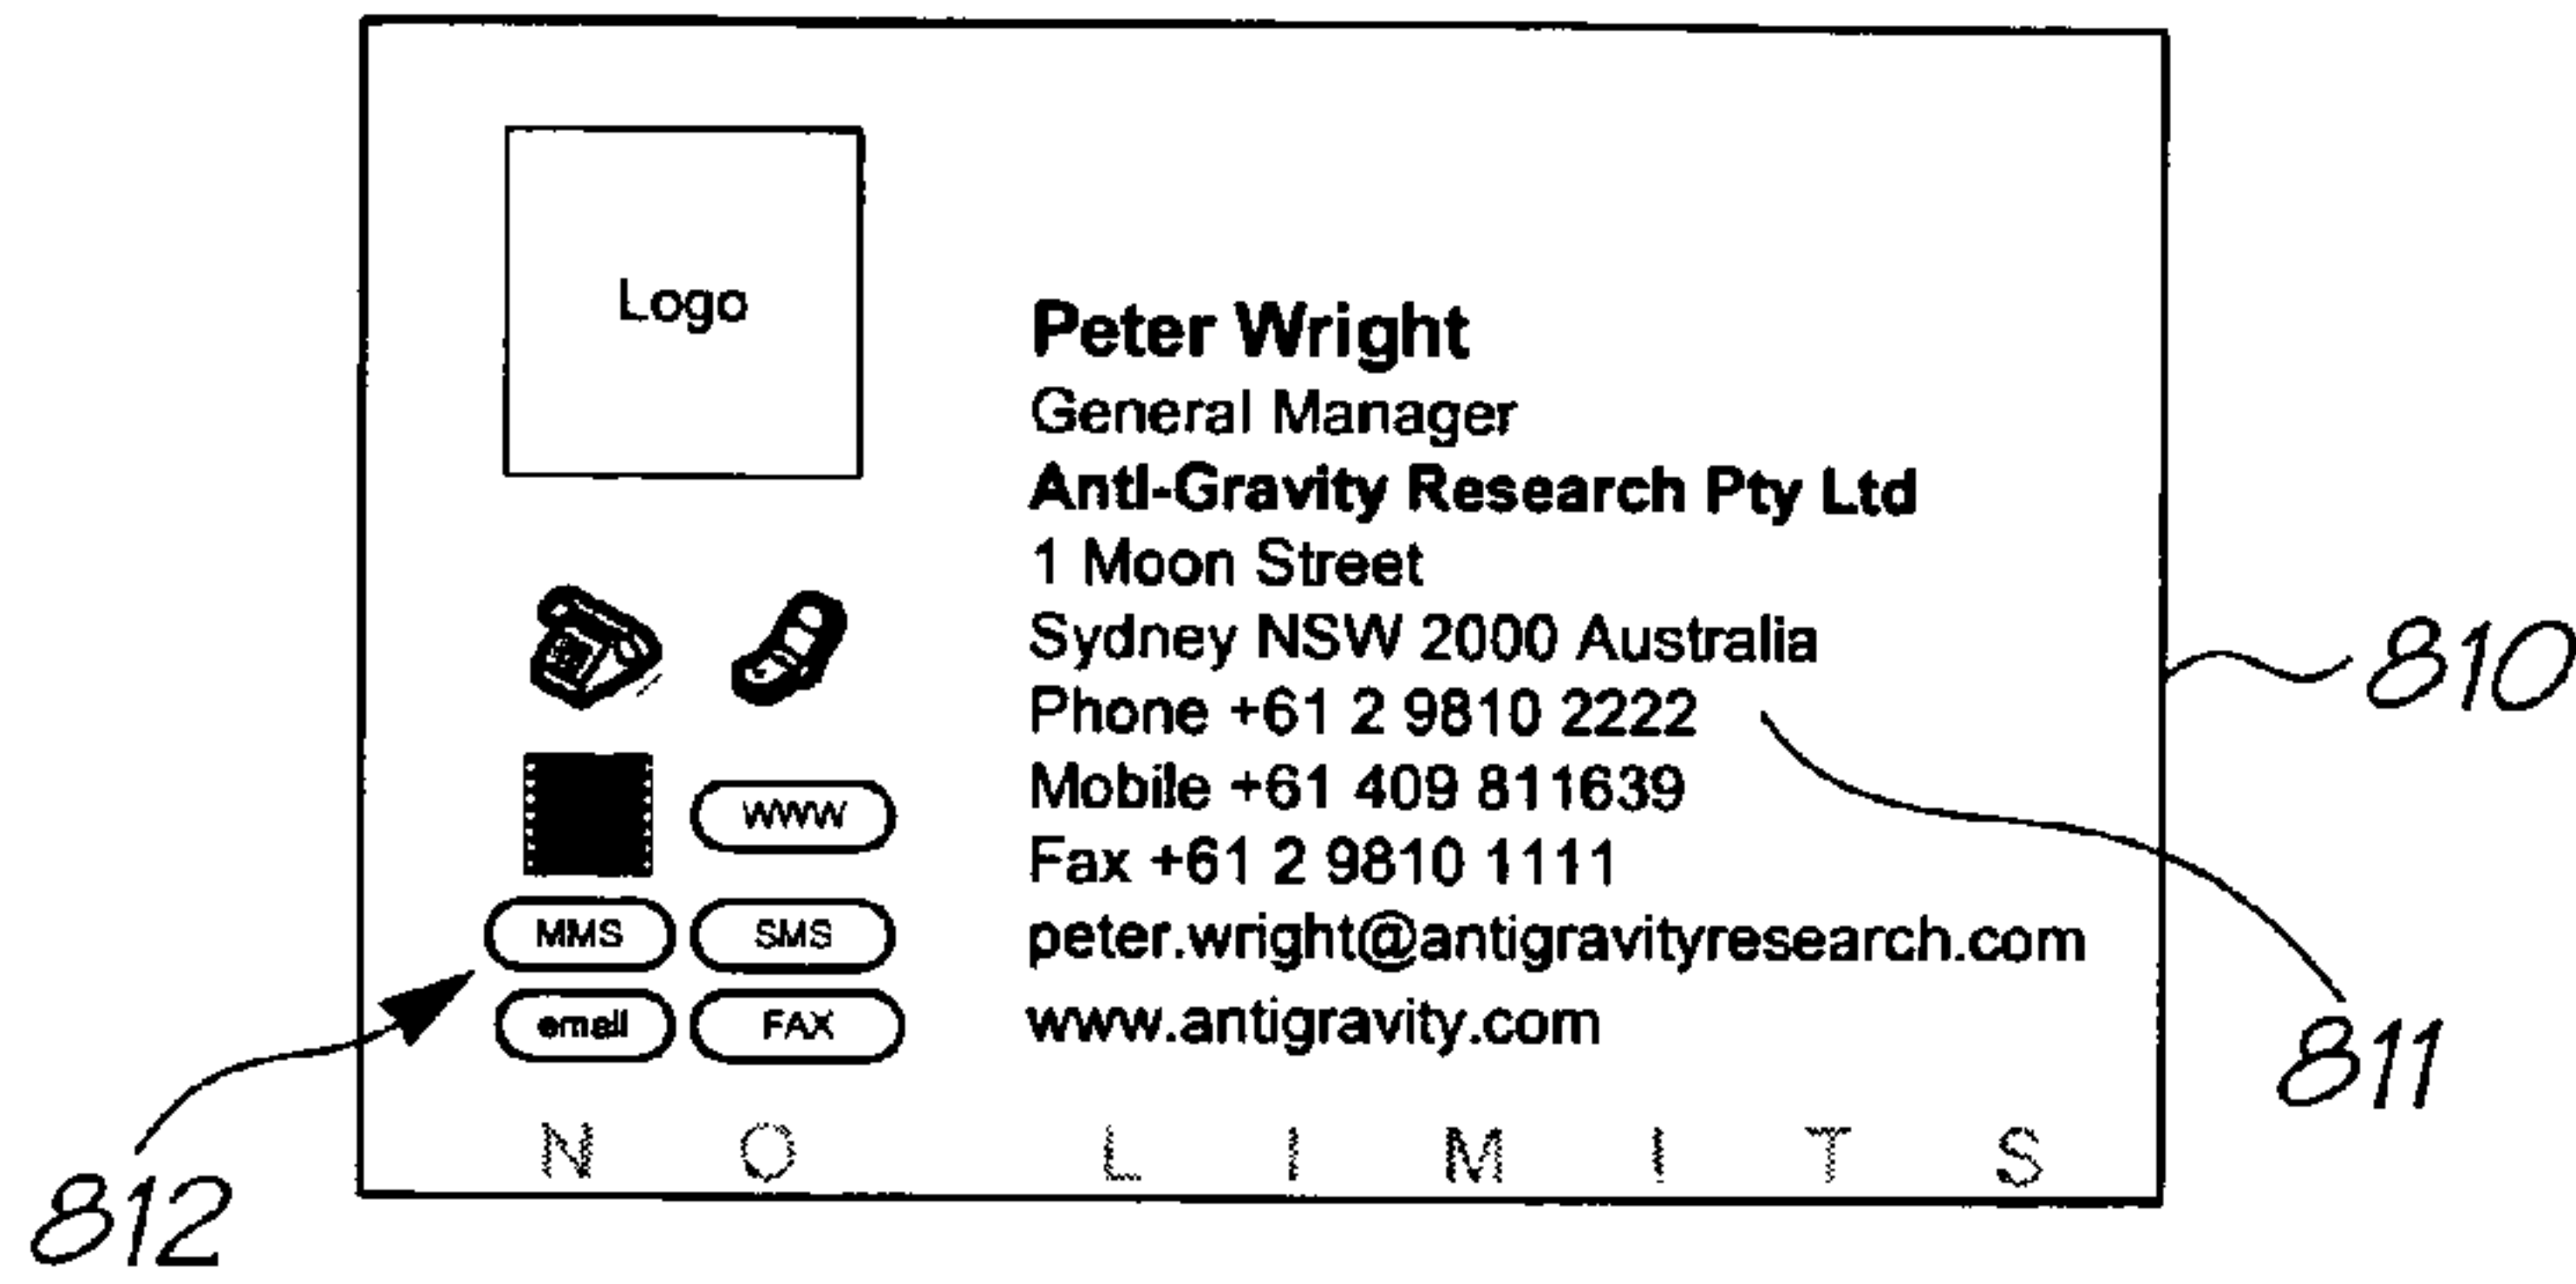 Logo
Peter Wright
General Manager
Anti-Gravity Research Pty Ltd
1 Moon Street
Sydney NSW 2000 Australia
Phone +61 2 9810 2222
Mobile +61 409 811639
Fax +61 2 9810 1111
peter.wright@antigravityresearch.com
www.antigravity.com
WWW
MMS SMS
email FAX
N O L I M I T S
810
811
812